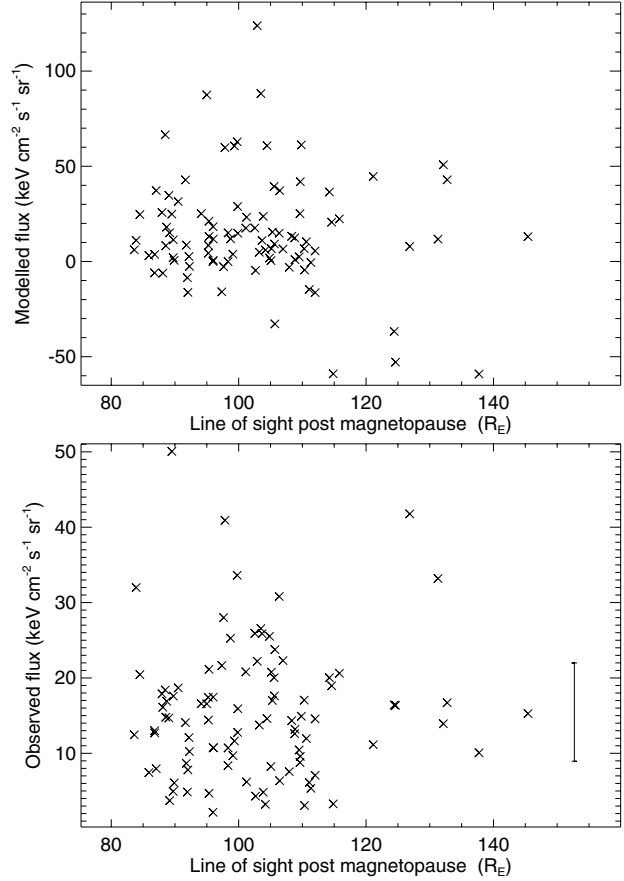 100
50
0
-50
Modelled flux (keV cm⁻² s⁻¹ sr⁻¹)
80 100 120 140
Line of sight post magnetopause (R_E)
50
40
30
20
10
Observed flux (keV cm⁻² s⁻¹ sr⁻¹)
80 100 120 140
Line of sight post magnetopause (R_E)